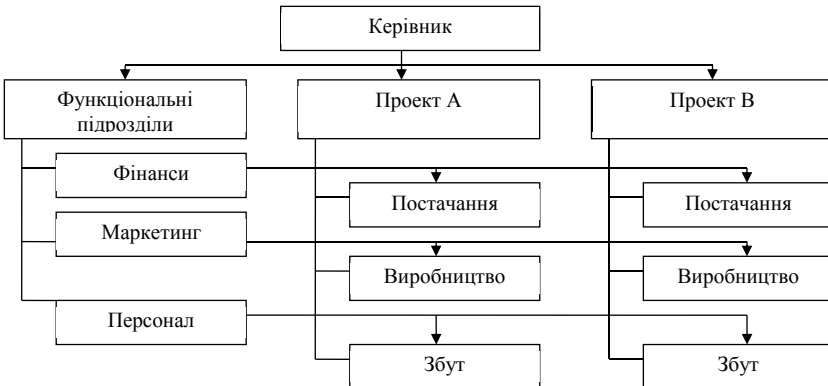 Керівник
Функціональні
підрозділи
Проект А
Проект В
Фінанси
Постачання
Постачання
Маркетинг
Виробництво
Виробництво
Персонал
Збут
Збут